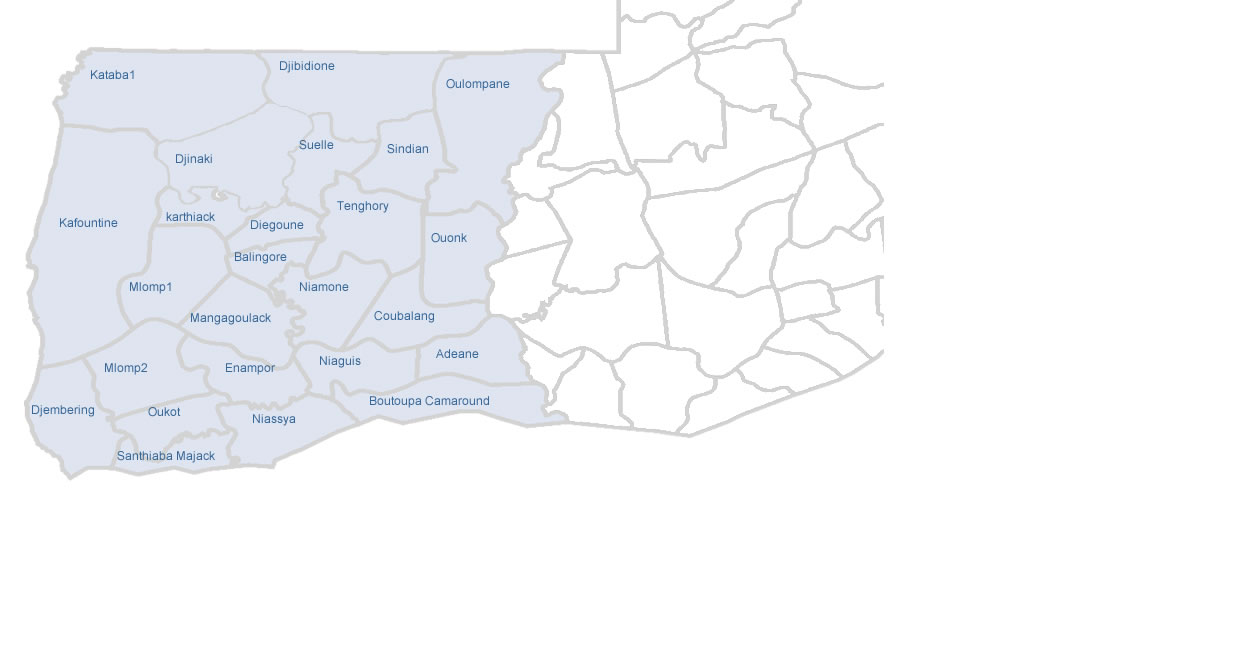 Djibidione
Kataba1
Oulompane
Suelle
Sindian
Djinaki
Tenghory
karthiack
Kafountine
Diegoune
Ouonk
Balingore
Mlomp1
Niamone
Mangagoulack
Coubalang
Adeane
Niaguis
Mlomp2
Enampor
Boutoupa Camaround
Djembering
Oukot
Niassya
Santhiaba Majack